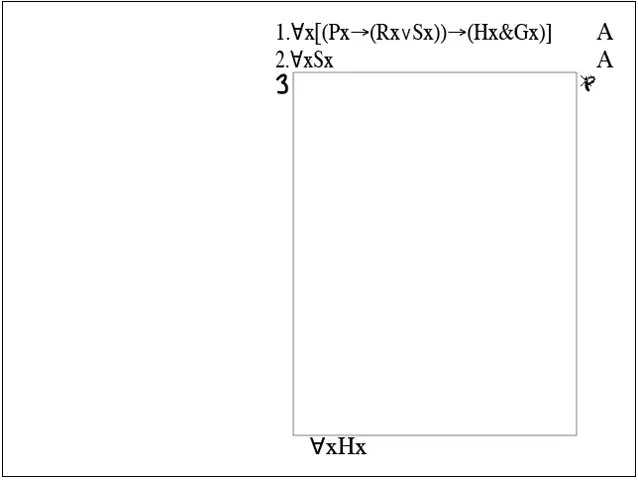 1.∀x[(Px→(Rx∨Sx))→(Hx&Gx)] A
2.∀xSx A
3
∀xHx